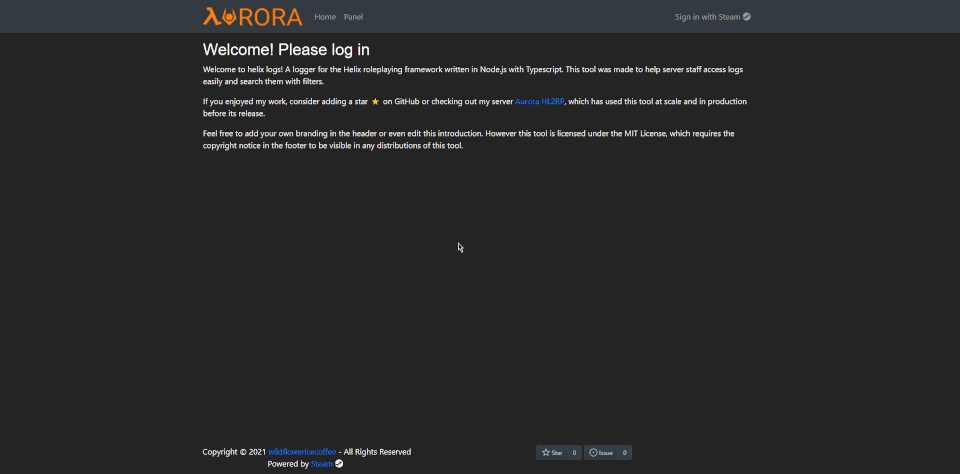 λURORA Home Panel Sign in with Steam
Welcome! Please log in
Welcome to helix logs! A logger for the Helix roleplaying framework written in Node.js with Typescript. This tool was made to help server staff access logs
easily and search them with filters.
If you enjoyed my work, consider adding a star ⭐ on GitHub or checking out my server Aurora HL2RP, which has used this tool at scale and in production
before its release.
Feel free to add your own branding in the header or even edit this introduction. However this tool is licensed under the MIT License, which requires the
copyright notice in the footer to be visible in any distributions of this tool.
Copyright © 2021 wildflowericecoffee - All Rights Reserved
Powered by Steam
Star 0 Issue 0